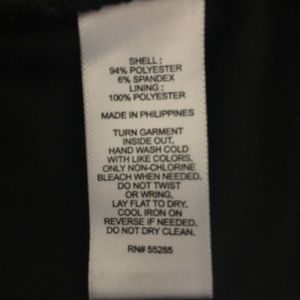 SHELL :
94% POLYESTER
6% SPANDEX
LINING :
100% POLYESTER
MADE IN PHILIPPINES
TURN GARMENT
INSIDE OUT,
HAND WASH COLD
WITH LIKE COLORS,
ONLY NON-CHLORINE
BLEACH WHEN NEEDED,
DO NOT TWIST
OR WRING,
LAY FLAT TO DRY,
COOL IRON ON
REVERSE IF NEEDED,
DO NOT DRY CLEAN.
RN# 55285